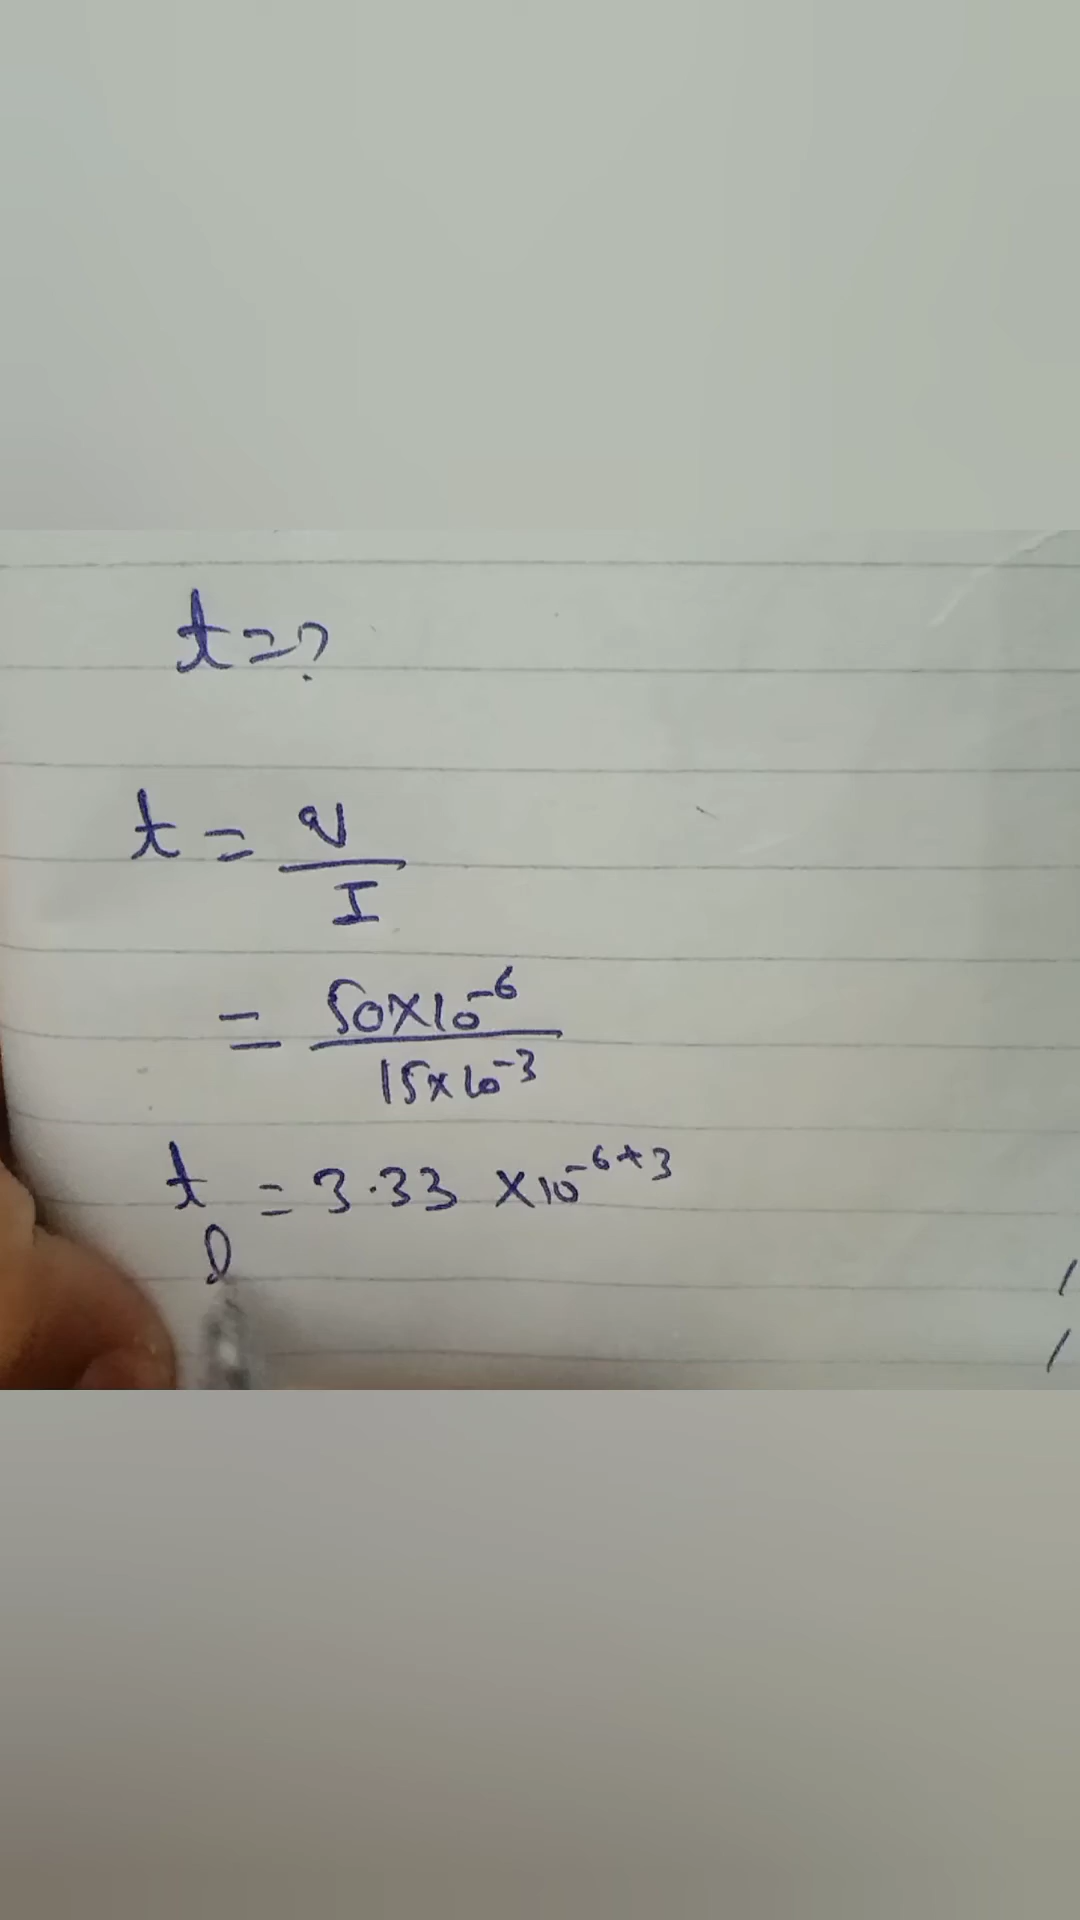 t=?
t = q/I
= 50×10⁻⁶/15×10⁻³
t = 3.33 ×10⁻⁶⁺³